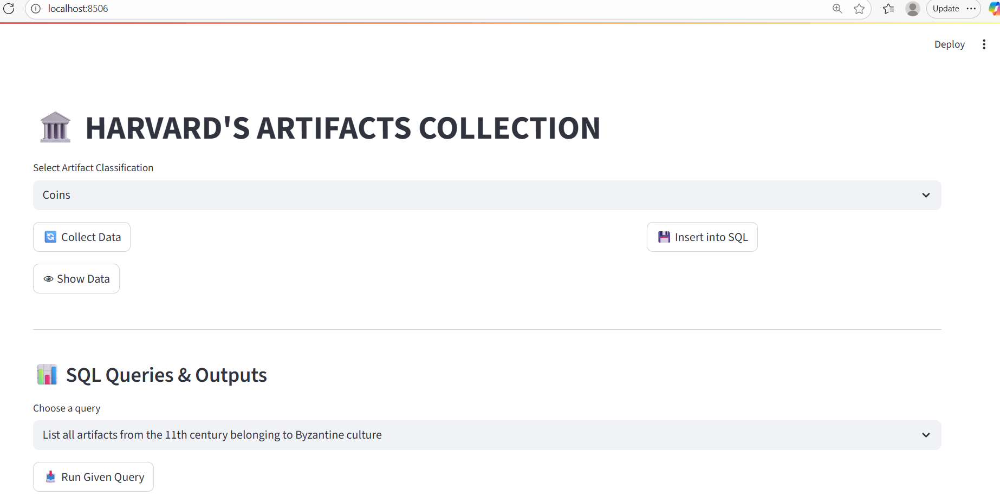 localhost:8506
Update
Deploy
HARVARD'S ARTIFACTS COLLECTION
Select Artifact Classification
Coins
Collect Data
Insert into SQL
Show Data
SQL Queries & Outputs
Choose a query
List all artifacts from the 11th century belonging to Byzantine culture
Run Given Query